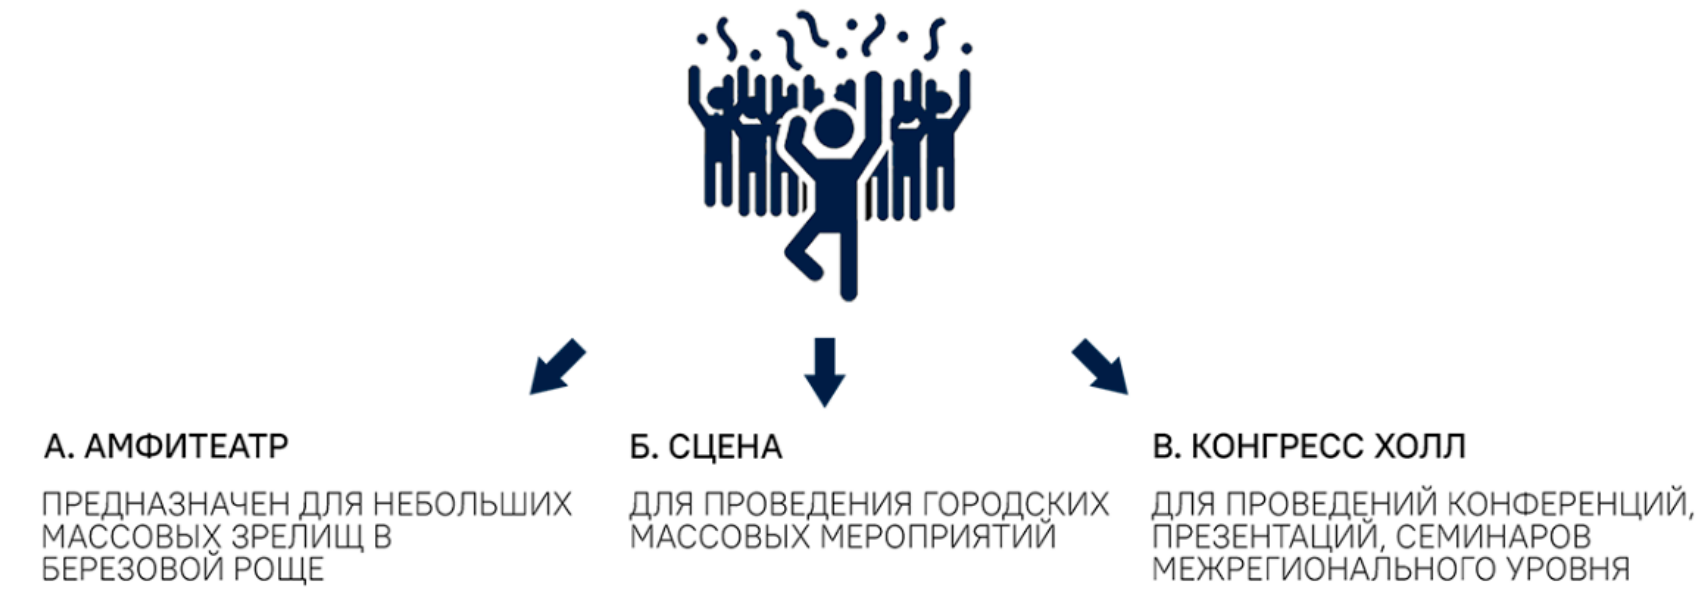 А. АМФИТЕАТР
ПРЕДНАЗНАЧЕН ДЛЯ НЕБОЛЬШИХ
МАССОВЫХ ЗРЕЛИЩ В
БЕРЕЗОВОЙ РОЩЕ
Б. СЦЕНА
ДЛЯ ПРОВЕДЕНИЯ ГОРОДСКИХ
МАССОВЫХ МЕРОПРИЯТИЙ
В. КОНГРЕСС ХОЛЛ
ДЛЯ ПРОВЕДЕНИЙ КОНФЕРЕНЦИЙ,
ПРЕЗЕНТАЦИЙ, СЕМИНАРОВ
МЕЖРЕГИОНАЛЬНОГО УРОВНЯ